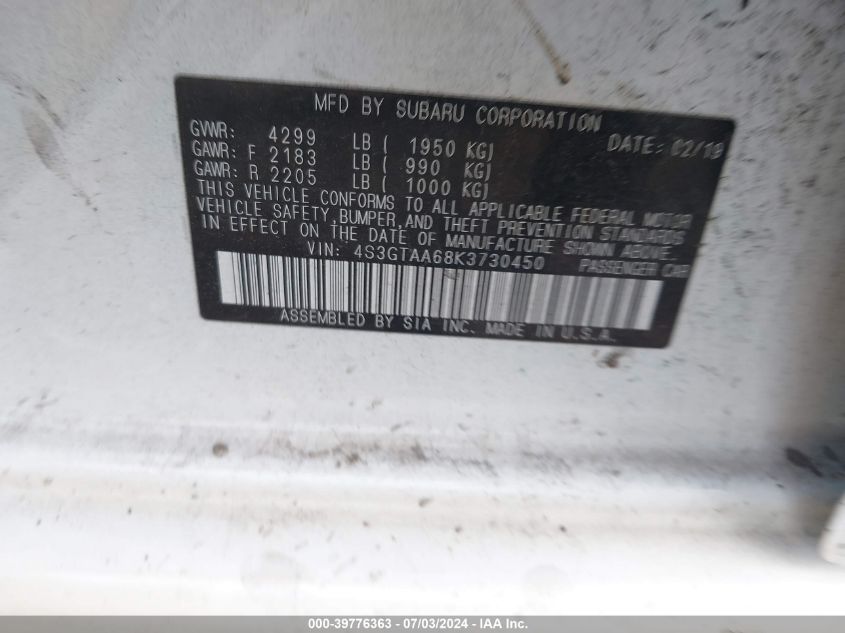 MFD BY SUBARU CORPORATION
GVWR: 4299 LB ( 1950 KG) DATE: 02/19
GAWR: F 2183 LB ( 990 KG)
GAWR: R 2205 LB ( 1000 KG)
THIS VEHICLE CONFORMS TO ALL APPLICABLE FEDERAL MOTOR
VEHICLE SAFETY, BUMPER, AND THEFT PREVENTION STANDARDS
IN EFFECT ON THE DATE OF MANUFACTURE SHOWN ABOVE.
VIN: 4S3GTAA68K3730450 PASSENGER CAR
ASSEMBLED BY SIA INC. MADE IN U.S.A.
000-39776363 - 07/03/2024 - IAA Inc.